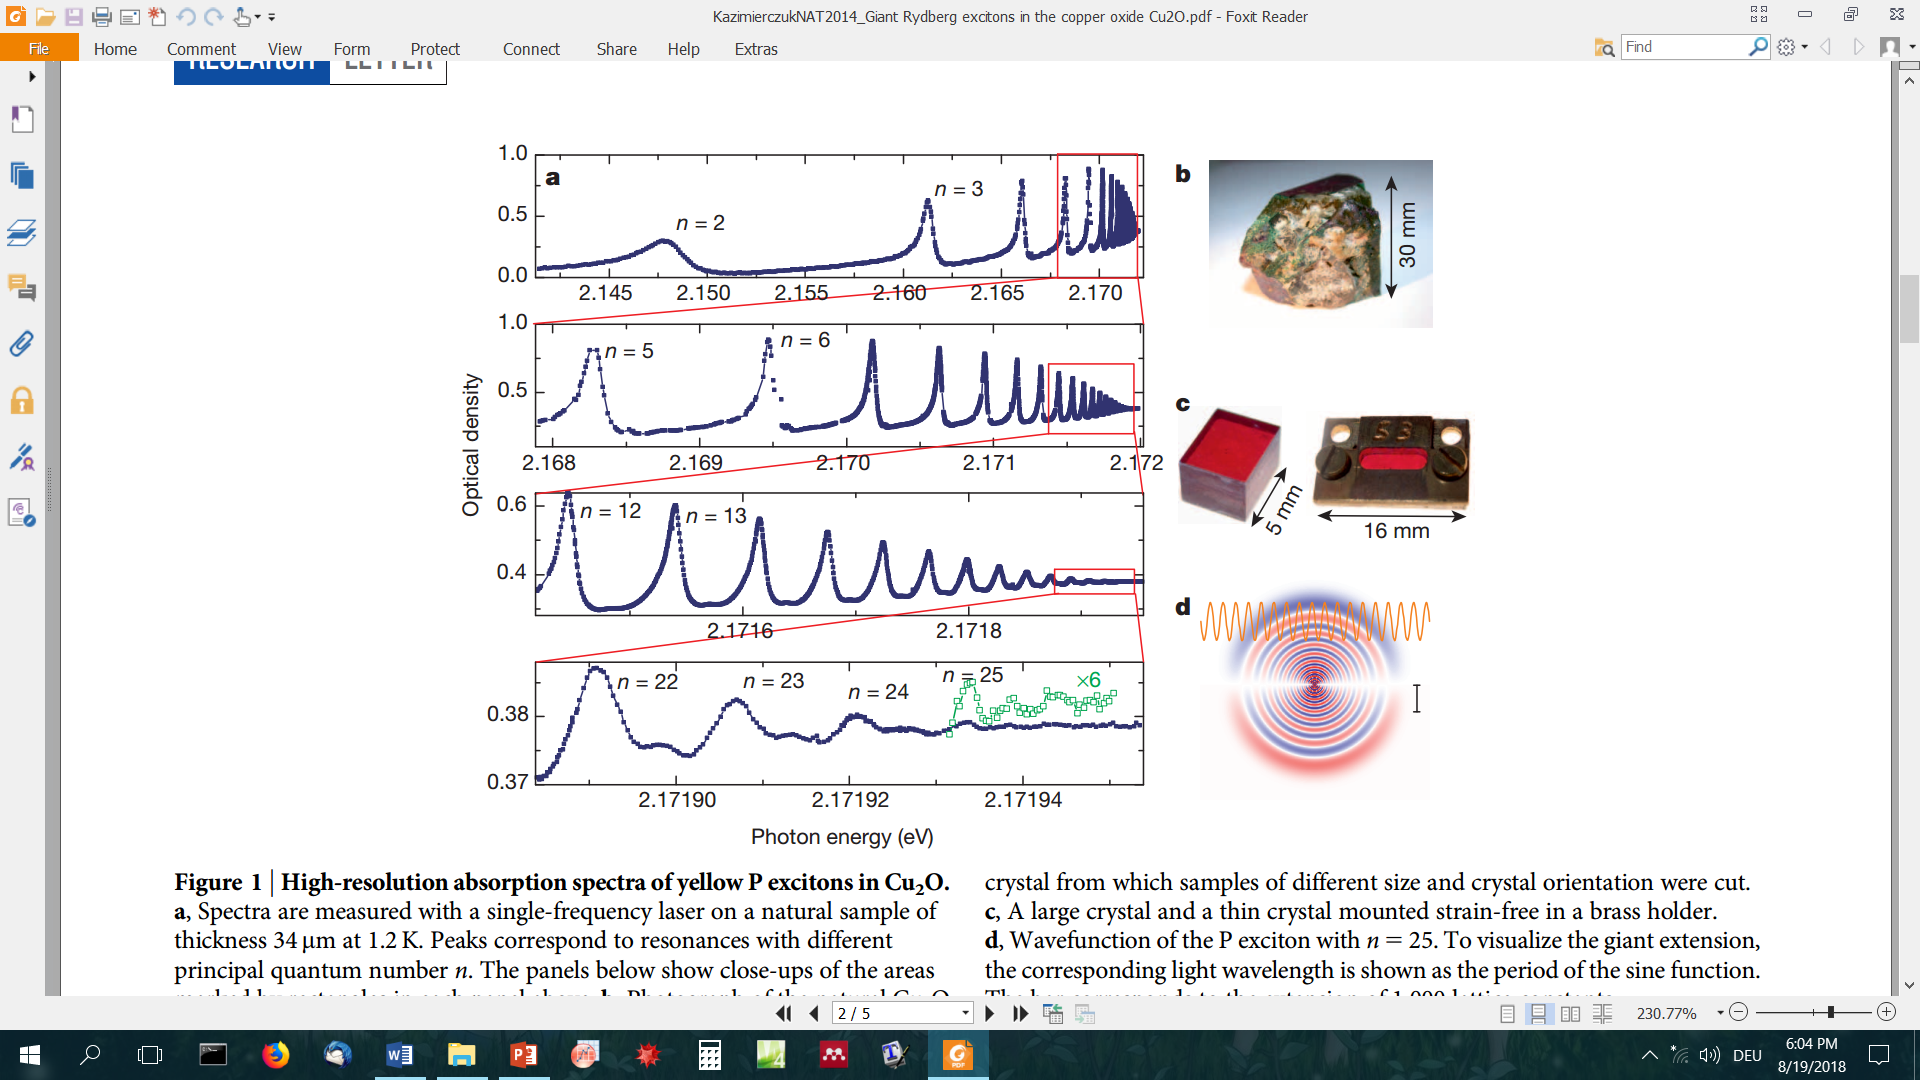 KazimierczukNAT2014_Giant Rydberg excitons in the copper oxide Cu2O.pdf - Foxit Reader
File Home Comment View Form Protect Connect Share Help Extras
Find
RESEARCH LETTER
a
n = 2
n = 3
1.0
0.5
0.0
2.145 2.150 2.155 2.160 2.165 2.170
n = 5
n = 6
1.0
0.5
2.168 2.169 2.170 2.171 2.172
n = 12
n = 13
0.6
0.4
2.1716 2.1718
n = 22
n = 23
n = 24
n = 25
×6
0.38
0.37
2.17190 2.17192 2.17194
Optical density
Photon energy (eV)
b
30 mm
c
53
5 mm
16 mm
d
Figure 1 | High-resolution absorption spectra of yellow P excitons in Cu₂O.
a, Spectra are measured with a single-frequency laser on a natural sample of
thickness 34 μm at 1.2 K. Peaks correspond to resonances with different
principal quantum number n. The panels below show close-ups of the areas
crystal from which samples of different size and crystal orientation were cut.
c, A large crystal and a thin crystal mounted strain-free in a brass holder.
d, Wavefunction of the P exciton with n = 25. To visualize the giant extension,
the corresponding light wavelength is shown as the period of the sine function.
2 / 5
230.77%
DEU
6:04 PM
8/19/2018